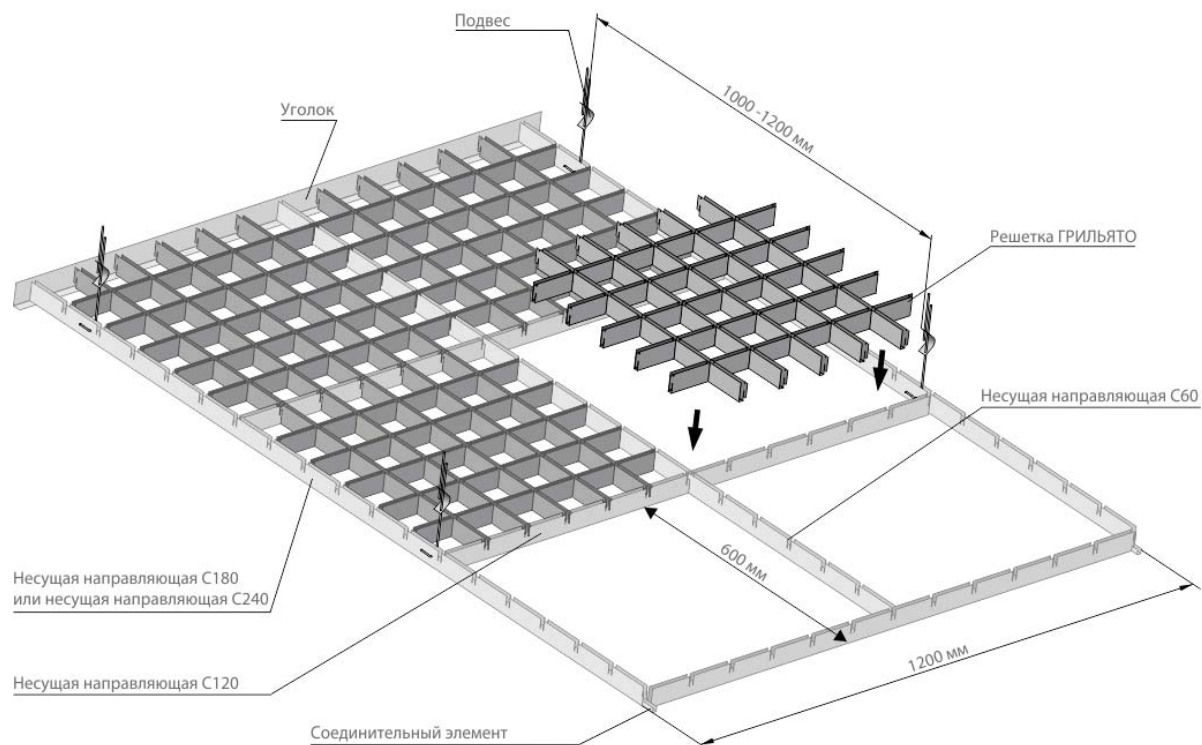 Подвес
1000 -1200 мм
Уголок
Решетка ГРИЛЬЯТО
Несущая направляющая С60
600 мм
Несущая направляющая С180
или несущая направляющая С240
1200 мм
Несущая направляющая С120
Соединительный элемент